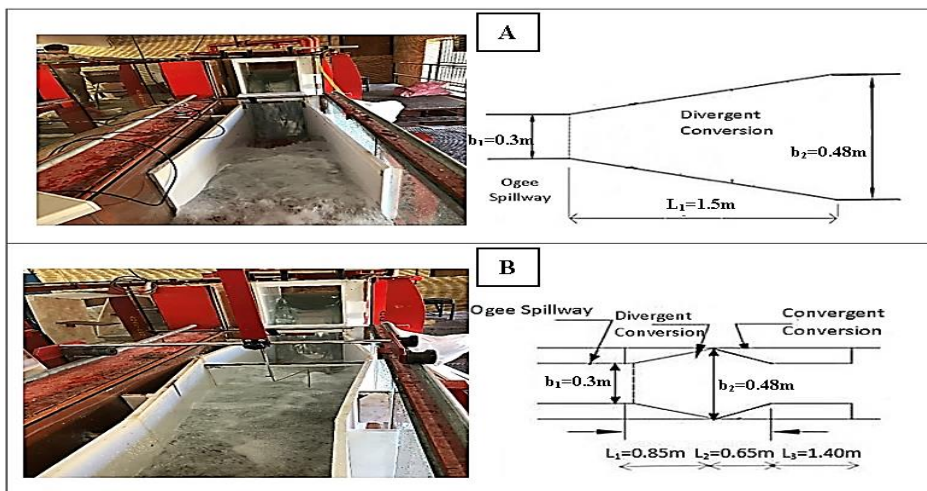 A
Divergent
Conversion
b₁=0.3m
b₂=0.48m
Ogee
Spillway
L₁=1.5m
B
Ogee Spillway
Divergent
Conversion
Convergent
Conversion
b₁=0.3m
b₂=0.48m
L₁=0.85m L₂=0.65m L₃=1.40m